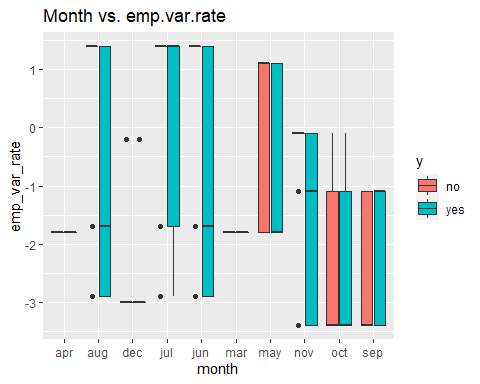 Month vs. emp.var.rate
emp_var_rate
1
0
-1
-2
-3
apr aug dec jul jun mar may nov oct sep
month
y
no
yes